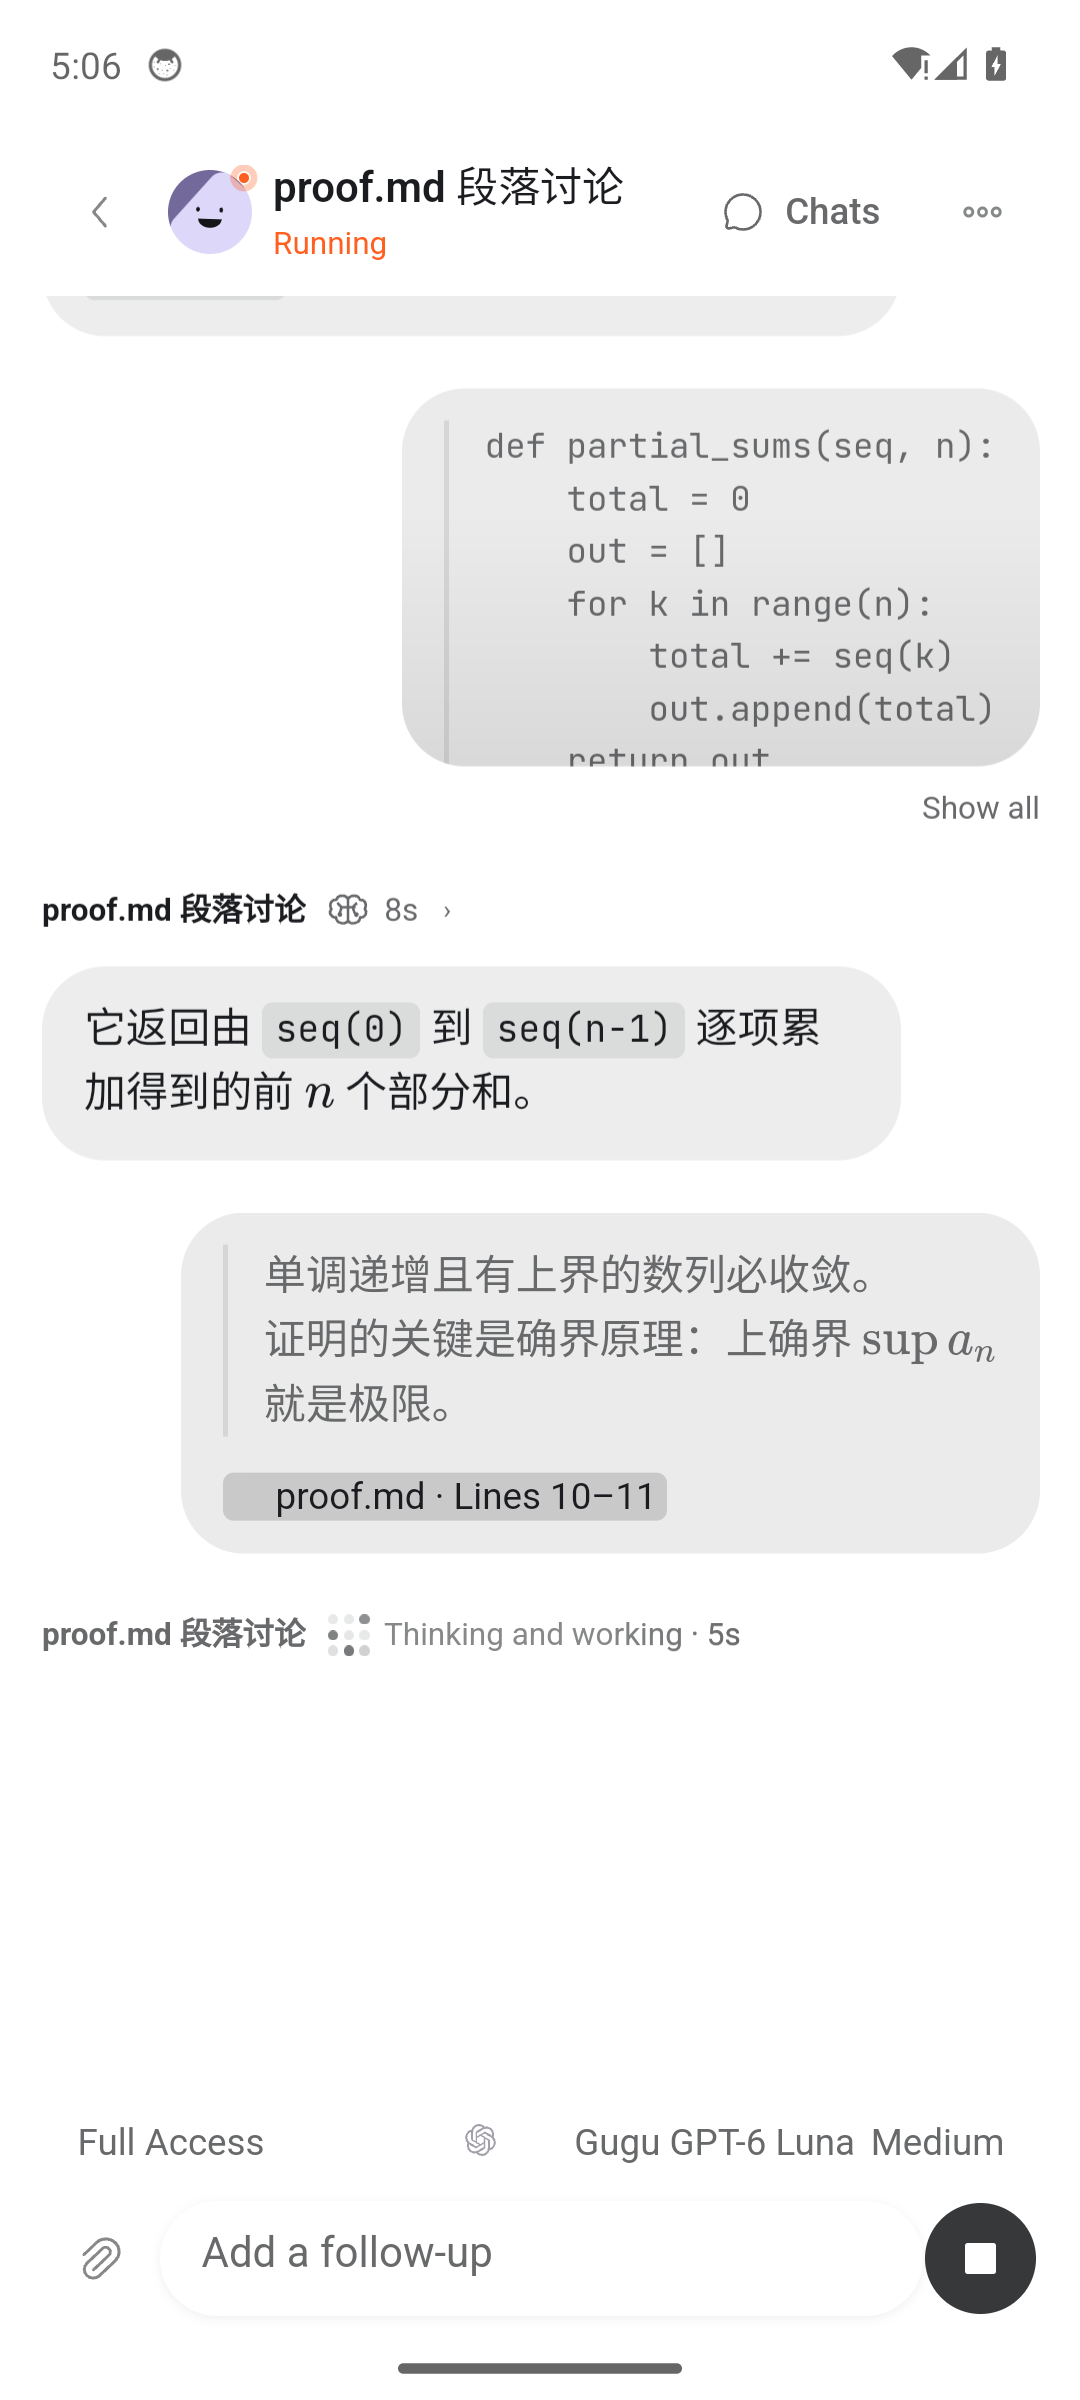 5:06
proof.md 段落讨论
Running
Chats
def partial_sums(seq, n):
    total = 0
    out = []
    for k in range(n):
        total += seq(k)
        out.append(total)
    return out
Show all
proof.md 段落讨论 8s ›
它返回由 seq(0) 到 seq(n-1) 逐项累
加得到的前 n 个部分和。
单调递增且有上界的数列必收敛。
证明的关键是确界原理：上确界 sup aₙ
就是极限。
proof.md · Lines 10–11
proof.md 段落讨论 Thinking and working · 5s
Full Access Gugu GPT-6 Luna Medium
Add a follow-up